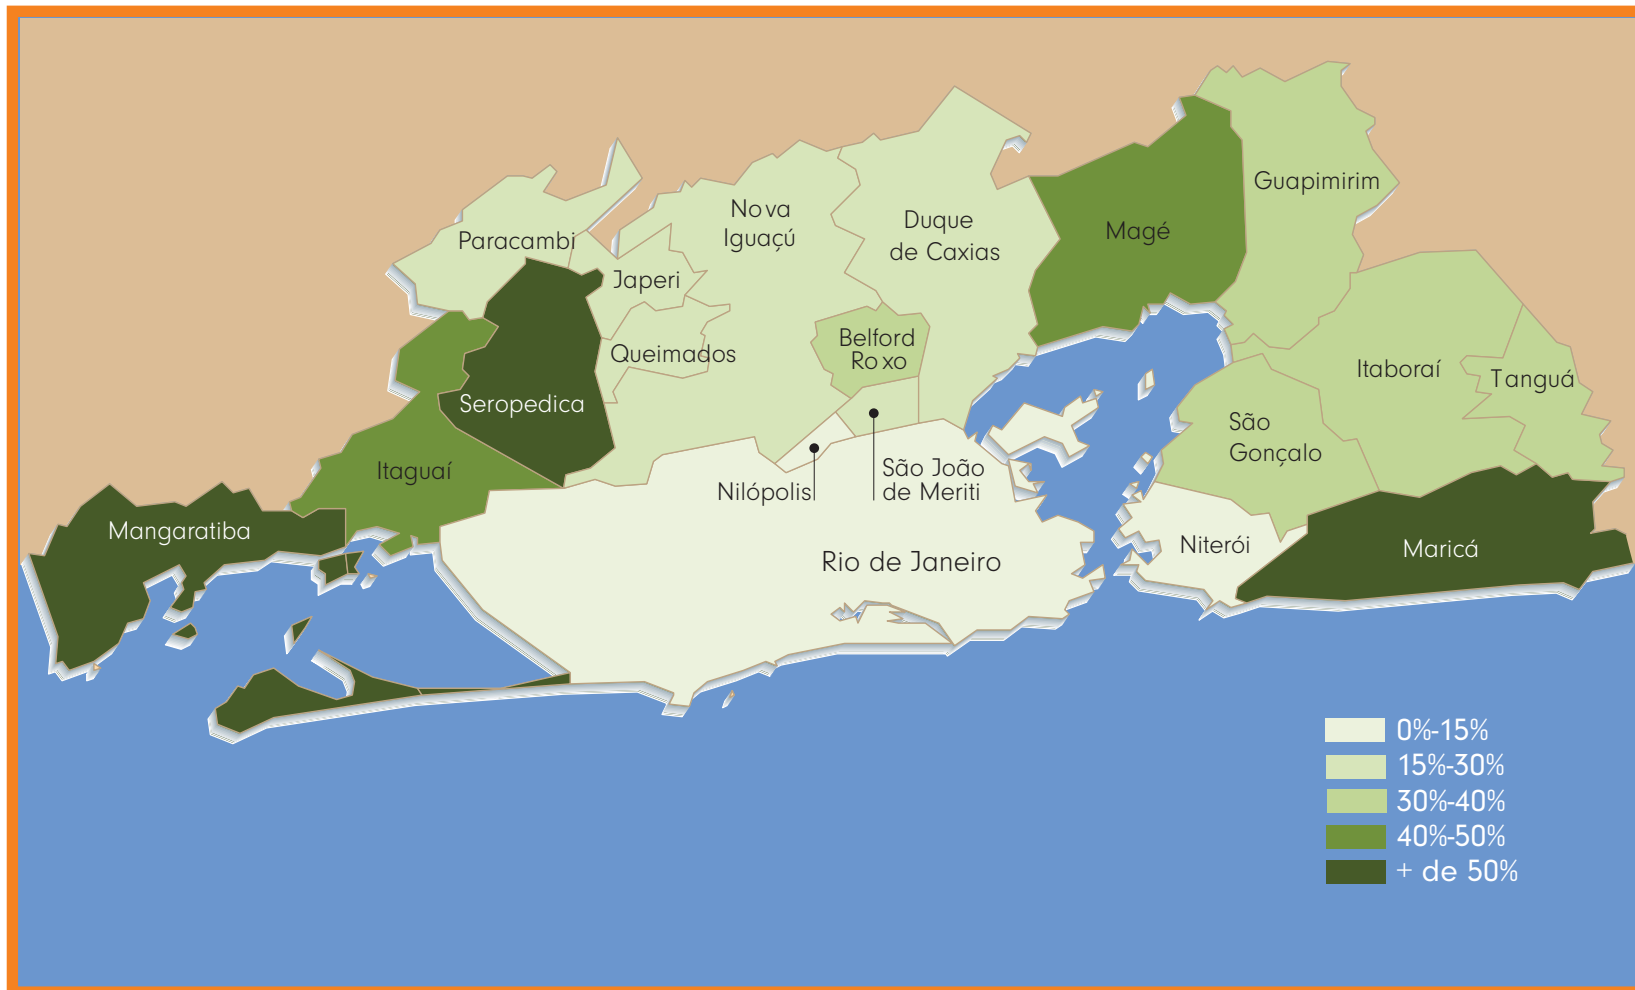 Guapimirim
Nova
Iguaçú
Duque
de Caxias
Magé
Paracambi
Japeri
Belford
Roxo
Queimados
Itaboraí
Tanguá
Seropedica
São
Gonçalo
Itaguaí
Nilópolis
São João
de Meriti
Mangaratiba
Rio de Janeiro
Niterói
Maricá
0%-15%
15%-30%
30%-40%
40%-50%
+ de 50%